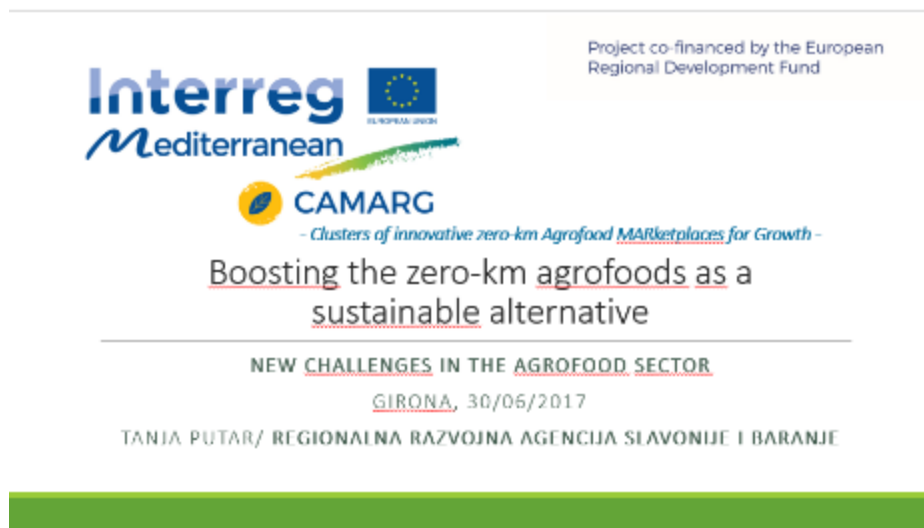 Project co-financed by the European
Regional Development Fund
Interreg
EUROPEAN UNION
Mediterranean
CAMARG
- Clusters of innovative zero-km Agrofood MARketplaces for Growth -
Boosting the zero-km agrofoods as a
sustainable alternative
NEW CHALLENGES IN THE AGROFOOD SECTOR
GIRONA, 30/06/2017
TANJA PUTAR/ REGIONALNA RAZVOJNA AGENCIJA SLAVONIJE I BARANJE